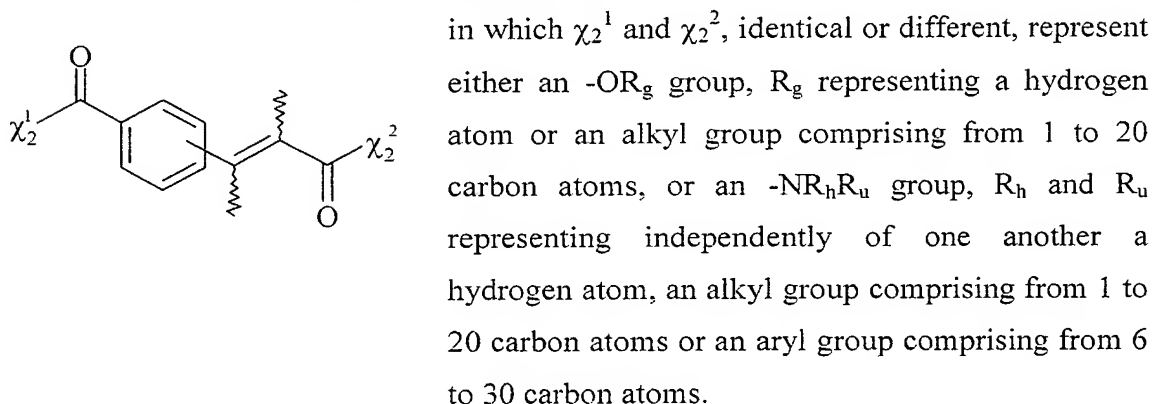 in which χ₂¹ and χ₂², identical or different, represent
either an -ORg group, Rg representing a hydrogen
atom or an alkyl group comprising from 1 to 20
carbon atoms, or an -NRhRu group, Rh and Ru
representing independently of one another a
hydrogen atom, an alkyl group comprising from 1 to
20 carbon atoms or an aryl group comprising from 6
to 30 carbon atoms.
O
χ₂¹
χ₂²
O